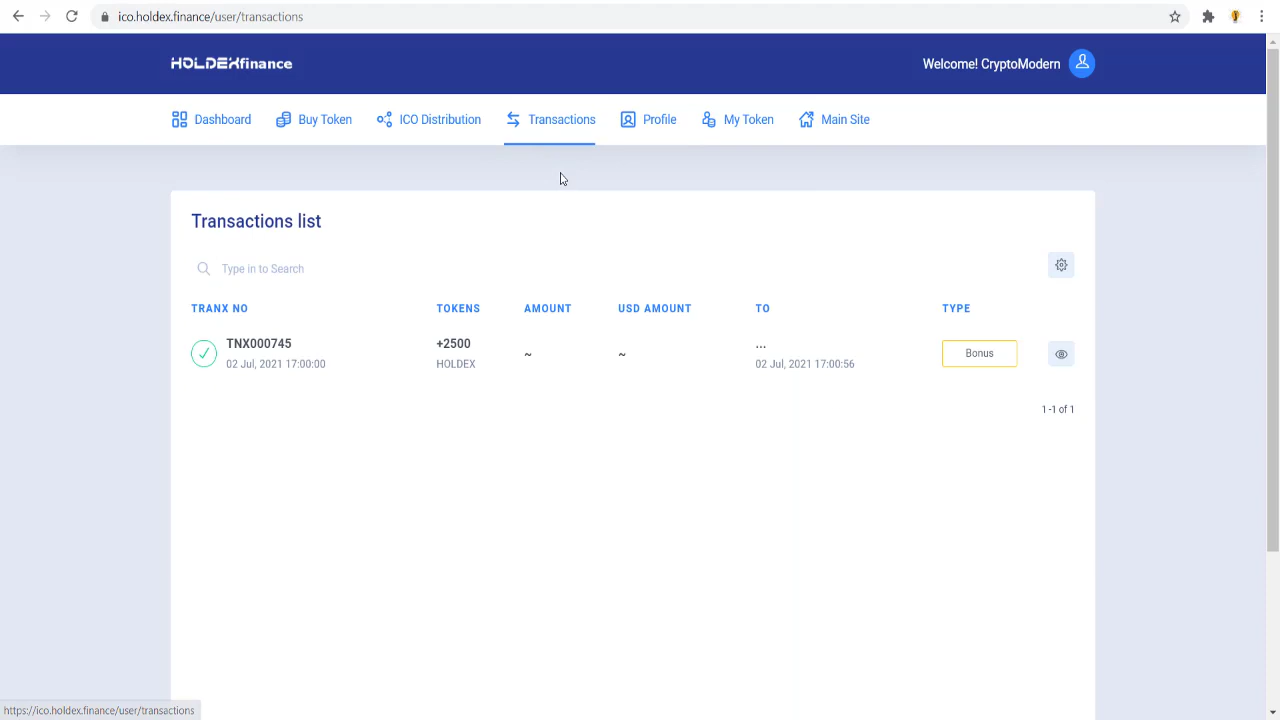 ico.holdex.finance/user/transactions
HOLDEXfinance
Welcome! CryptoModern
Dashboard Buy Token ICO Distribution Transactions Profile My Token Main Site
Transactions list
Type in to Search
TRANX NO TOKENS AMOUNT USD AMOUNT TO TYPE
TNX000745 +2500 ~ ~ ... Bonus
02 Jul, 2021 17:00:00 HOLDEX 02 Jul, 2021 17:00:56
1 -1 of 1
https://ico.holdex.finance/user/transactions